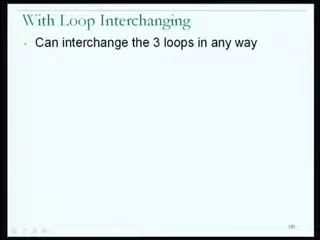 With Loop Interchanging
Can interchange the 3 loops in any way